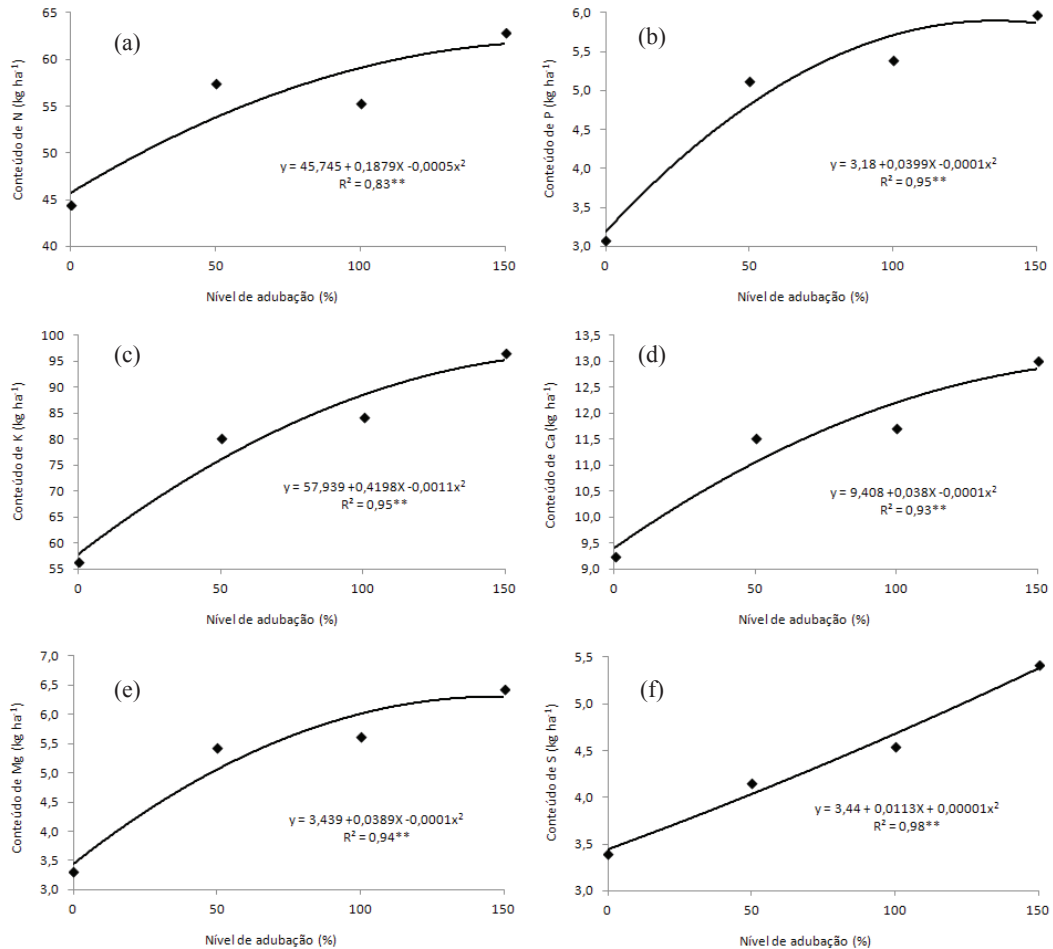 65
60
55
50
45
40
Conteúdo de N (kg ha⁻¹)
(a)
y = 45,745 + 0,1879X -0,0005x²
R² = 0,83**
0 50 100 150
Nível de adubação (%)
6,0
5,5
5,0
4,5
4,0
3,5
3,0
Conteúdo de P (kg ha⁻¹)
(b)
y = 3,18 +0,0399X -0,0001x²
R² = 0,95**
0 50 100 150
Nível de adubação (%)
100
95
90
85
80
75
70
65
60
55
Conteúdo de K (kg ha⁻¹)
(c)
y = 57,939 +0,4198X -0,0011x²
R² = 0,95**
0 50 100 150
Nível de adubação (%)
13,5
13,0
12,5
12,0
11,5
11,0
10,5
10,0
9,5
9,0
Conteúdo de Ca (kg ha⁻¹)
(d)
y = 9,408 +0,038X -0,0001x²
R² = 0,93**
0 50 100 150
Nível de adubação (%)
7,0
6,5
6,0
5,5
5,0
4,5
4,0
3,5
3,0
Conteúdo de Mg (kg ha⁻¹)
(e)
y = 3,439 +0,0389X -0,0001x²
R² = 0,94**
0 50 100 150
Nível de adubação (%)
5,5
5,0
4,5
4,0
3,5
3,0
Conteúdo de S (kg ha⁻¹)
(f)
y = 3,44 + 0,0113X + 0,00001x²
R² = 0,98**
0 50 100 150
Nível de adubação (%)